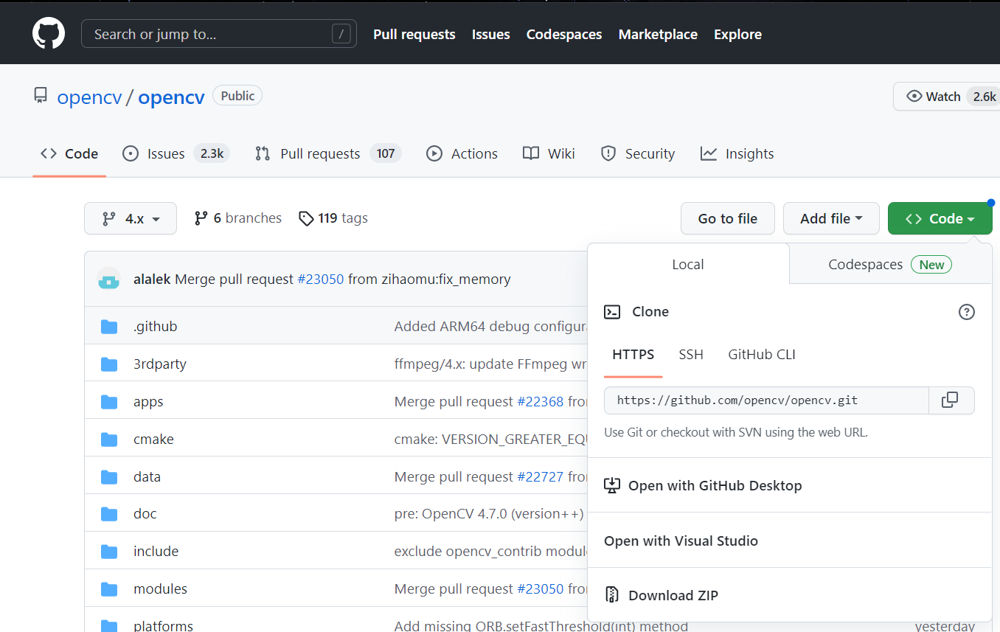 Search or jump to... / Pull requests Issues Codespaces Marketplace Explore
opencv / opencv Public Watch 2.6k
Code Issues 2.3k Pull requests 107 Actions Wiki Security Insights
4.x 6 branches 119 tags Go to file Add file Code
Local Codespaces New
alalek Merge pull request #23050 from zihaomu:fix_memory
Clone
.github Added ARM64 debug configura
HTTPS SSH GitHub CLI
3rdparty ffmpeg/4.x: update FFmpeg wr
apps Merge pull request #22368 from
https://github.com/opencv/opencv.git
Use Git or checkout with SVN using the web URL.
cmake cmake: VERSION_GREATER_EQU
data Merge pull request #22727 from
Open with GitHub Desktop
doc pre: OpenCV 4.7.0 (version++)
Open with Visual Studio
include exclude opencv_contrib modul
modules Merge pull request #23050 from
Download ZIP
platforms Add missing ORB.setFastThreshold(int) method yesterday